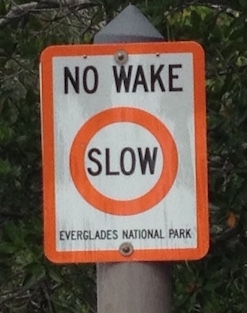 NO WAKE
SLOW
EVERGLADES NATIONAL PARK